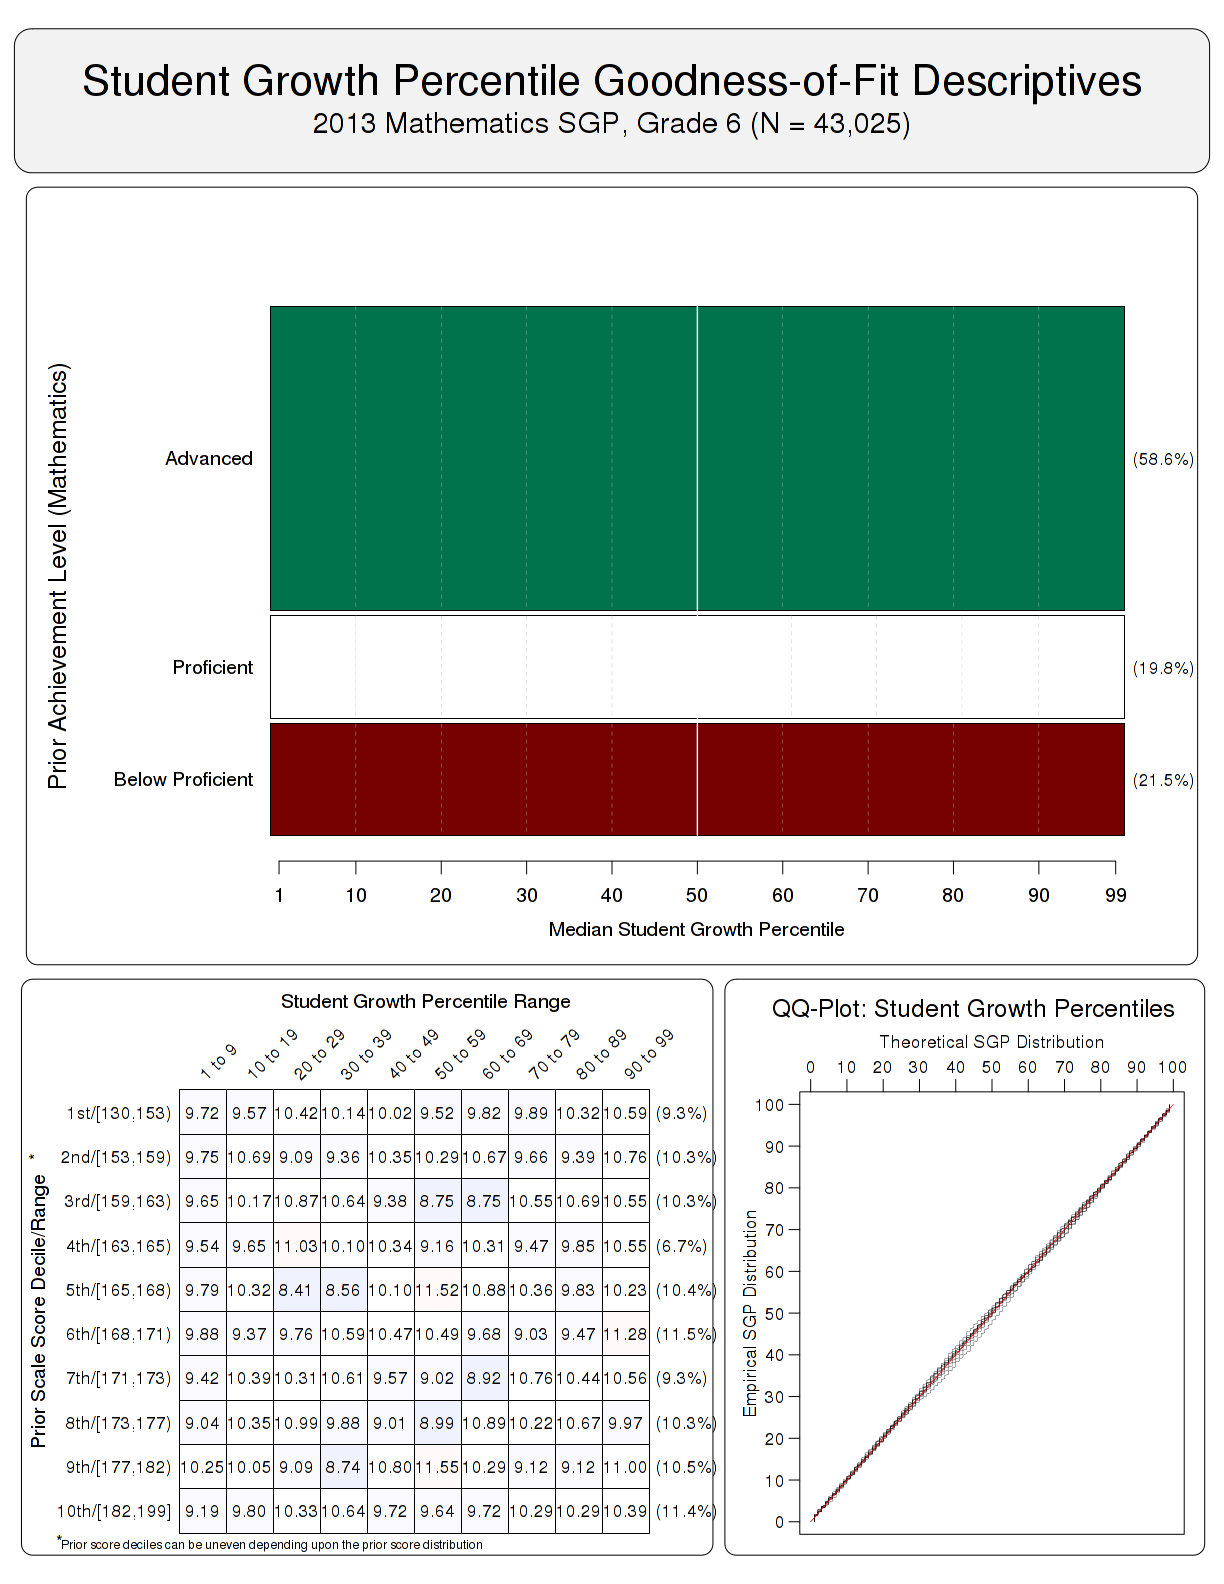 Student Growth Percentile Goodness-of-Fit Descriptives
2013 Mathematics SGP, Grade 6 (N = 43,025)
Prior Achievement Level (Mathematics)
Advanced (58.6%)
Proficient (19.8%)
Below Proficient (21.5%)
1 10 20 30 40 50 60 70 80 90 99
Median Student Growth Percentile
Student Growth Percentile Range
1 to 9 10 to 19 20 to 29 30 to 39 40 to 49 50 to 59 60 to 69 70 to 79 80 to 89 90 to 99
Prior Scale Score Decile/Range *
1st/[130,153) 9.72 9.57 10.42 10.14 10.02 9.52 9.82 9.89 10.32 10.59 (9.3%)
2nd/[153,159) 9.75 10.69 9.09 9.36 10.35 10.29 10.67 9.66 9.39 10.76 (10.3%)
3rd/[159,163) 9.65 10.17 10.87 10.64 9.38 8.75 8.75 10.55 10.69 10.55 (10.3%)
4th/[163,165) 9.54 9.65 11.03 10.10 10.34 9.16 10.31 9.47 9.85 10.55 (6.7%)
5th/[165,168) 9.79 10.32 8.41 8.56 10.10 11.52 10.88 10.36 9.83 10.23 (10.4%)
6th/[168,171) 9.88 9.37 9.76 10.59 10.47 10.49 9.68 9.03 9.47 11.28 (11.5%)
7th/[171,173) 9.42 10.39 10.31 10.61 9.57 9.02 8.92 10.76 10.44 10.56 (9.3%)
8th/[173,177) 9.04 10.35 10.99 9.88 9.01 8.99 10.89 10.22 10.67 9.97 (10.3%)
9th/[177,182) 10.25 10.05 9.09 8.74 10.80 11.55 10.29 9.12 9.12 11.00 (10.5%)
10th/[182,199] 9.19 9.80 10.33 10.64 9.72 9.64 9.72 10.29 10.29 10.39 (11.4%)
*Prior score deciles can be uneven depending upon the prior score distribution
QQ-Plot: Student Growth Percentiles
Theoretical SGP Distribution
0 10 20 30 40 50 60 70 80 90 100
Empirical SGP Distribution
100
90
80
70
60
50
40
30
20
10
0